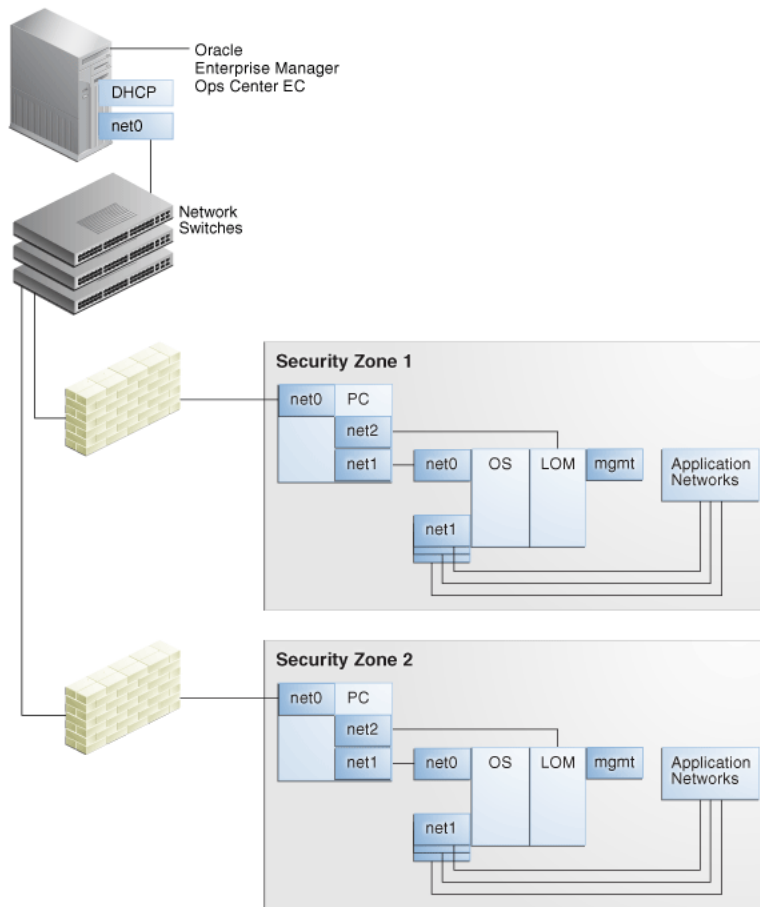 Oracle
Enterprise Manager
Ops Center EC
DHCP
net0
Network
Switches
Security Zone 1
net0
PC
net2
net1
net0
OS
LOM
mgmt
Application
Networks
net1
Security Zone 2
net0
PC
net2
net1
net0
OS
LOM
mgmt
Application
Networks
net1